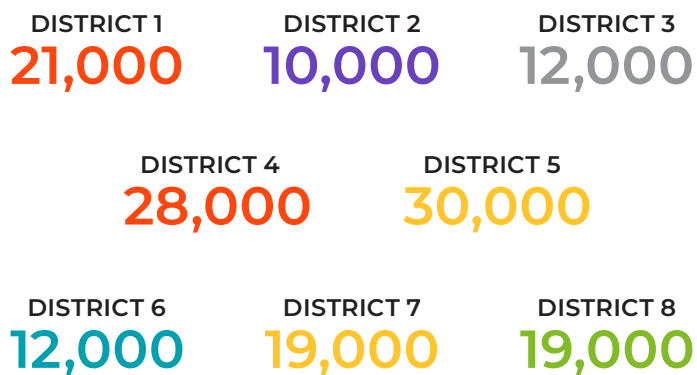 DISTRICT 1 DISTRICT 2 DISTRICT 3
21,000 10,000 12,000
DISTRICT 4 DISTRICT 5
28,000 30,000
DISTRICT 6 DISTRICT 7 DISTRICT 8
12,000 19,000 19,000